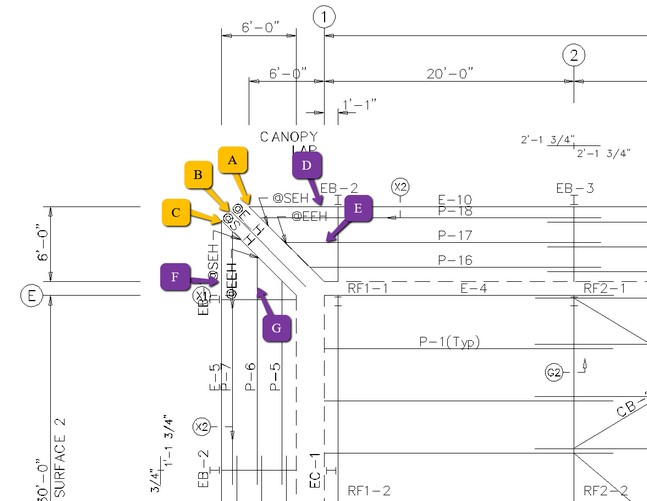 1
6'-0"
2
6'-0"
20'-0"
1'-1"
CANOPY
LAP
2'-1 3/4"
2'-1 3/4"
A
D
B
EB-2
X2
EB-3
@SEH
E-10
C
E
P-18
@EEH
P-17
6'-0"
@SEH
P-16
F
@EEH
E
X1
RF1-1
E-4
RF2-1
EB-1
G
P-1(Typ)
E-5
P-7
P-6
P-5
G2
CB-
X2
SURFACE 2
1'-1 3/4"
3/4"
30'-0"
EB-2
EC-1
RF1-2
RF2-2